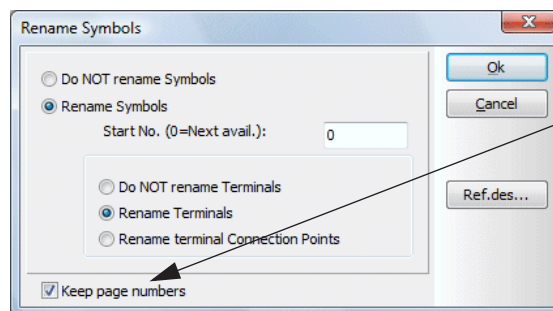 Rename Symbols
Do NOT rename Symbols
Rename Symbols
Start No. (0=Next avail.): 0
Do NOT rename Terminals
Rename Terminals
Rename terminal Connection Points
Keep page numbers
Ok
Cancel
Ref.des...